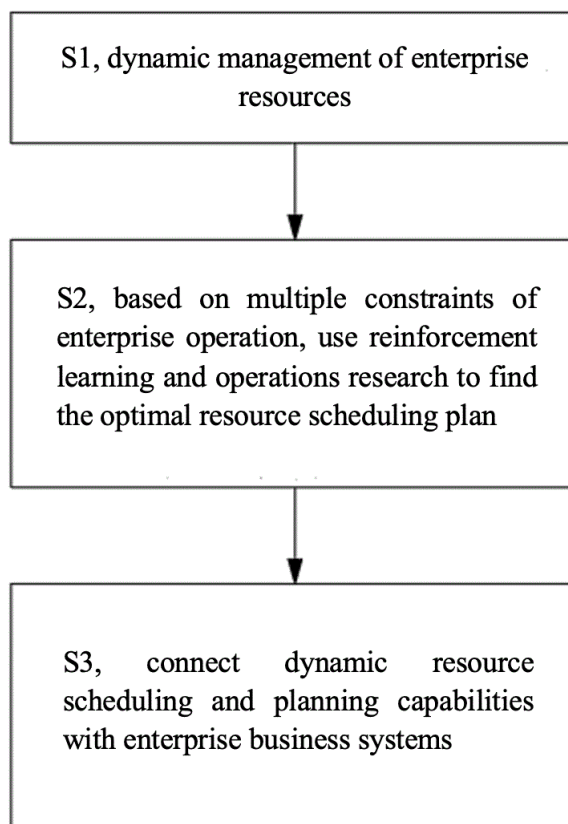 S1, dynamic management of enterprise
resources
S2, based on multiple constraints of
enterprise operation, use reinforcement
learning and operations research to find
the optimal resource scheduling plan
S3, connect dynamic resource
scheduling and planning capabilities
with enterprise business systems